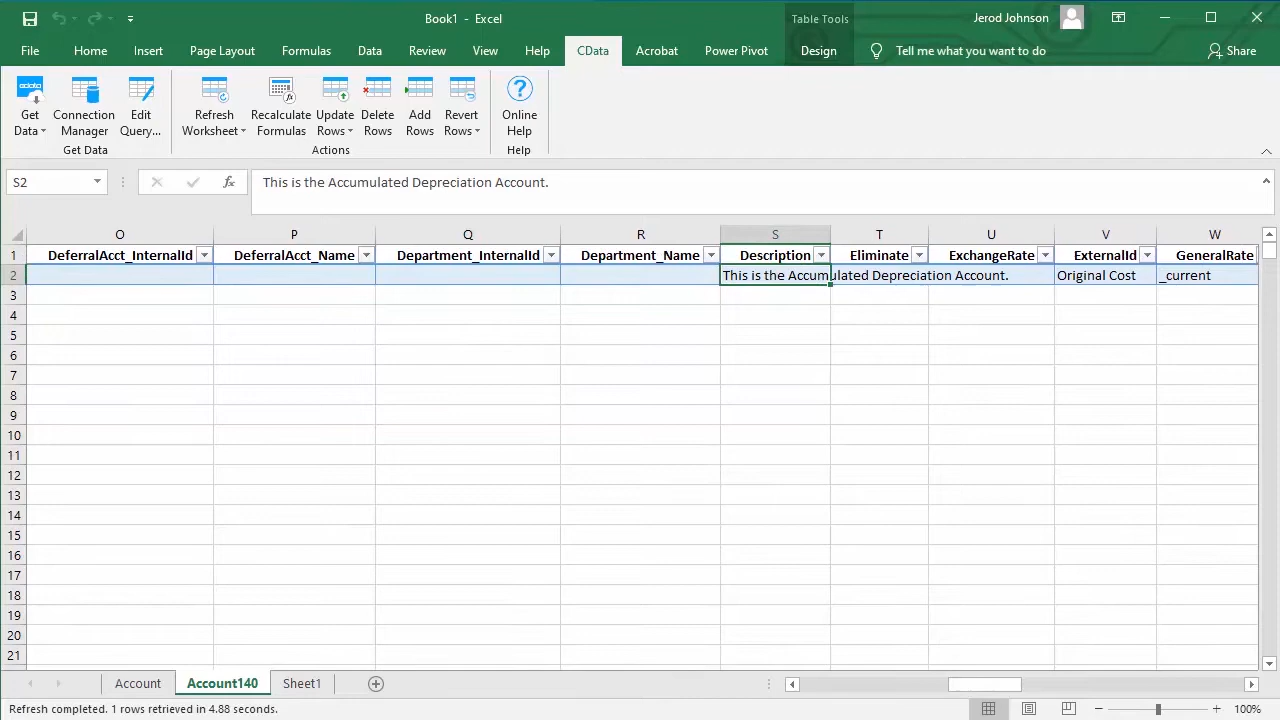 Book1 - Excel
Table Tools
Jerod Johnson
File Home Insert Page Layout Formulas Data Review View Help CData Acrobat Power Pivot Design Tell me what you want to do Share
cdata
Get Data
Connection Manager
Edit Query...
Refresh Worksheet
Recalculate Formulas
Update Rows
Delete Rows
Add Rows
Revert Rows
Online Help
Get Data
Actions
Help
S2
fx
This is the Accumulated Depreciation Account.
O P Q R S T U V W
1 DeferralAcct_InternalId DeferralAcct_Name Department_InternalId Department_Name Description Eliminate ExchangeRate ExternalId GeneralRate
2 This is the Accumulated Depreciation Account. Original Cost _current
3
4
5
6
7
8
9
10
11
12
13
14
15
16
17
18
19
20
21
Account Account140 Sheet1
Refresh completed. 1 rows retrieved in 4.88 seconds.
100%